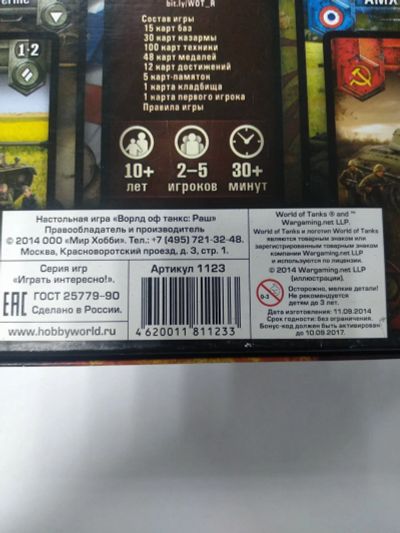 bit.ly/WOT_R
Состав игры
15 карт баз
30 карт казармы
100 карт техники
48 карт медалей
12 карт достижений
5 карт-памяток
1 карта кладбища
1 карта первого игрока
Правила игры
1-2
10+
лет
2–5
игроков
30+
минут
Настольная игра «Ворлд оф танкс: Раш»
Правообладатель и производитель
© 2014 ООО «Мир Хобби». Тел.: +7 (495) 721-32-48.
Москва, Красноворотский проезд, д. 3, стр. 1.
Серия игр
«Играть интересно!».
ЕАС ГОСТ 25779–90
Сделано в России.
www.hobbyworld.ru
Артикул 1123
4 620011 811233
World of Tanks ® and ™
Wargaming.net LLP.
World of Tanks и логотип World of Tanks
являются товарным знаком или
зарегистрированным товарным знаком
компании Wargaming.net LLP
и используются по лицензии.
© 2014 Wargaming.net LLP
(иллюстрации).
0-3
Осторожно, мелкие детали!
Не рекомендуется
детям до 3 лет.
Дата изготовления: 11.09.2014
Срок годности: без ограничения.
Бонус-код должен быть активирован
до 10.09.2017.